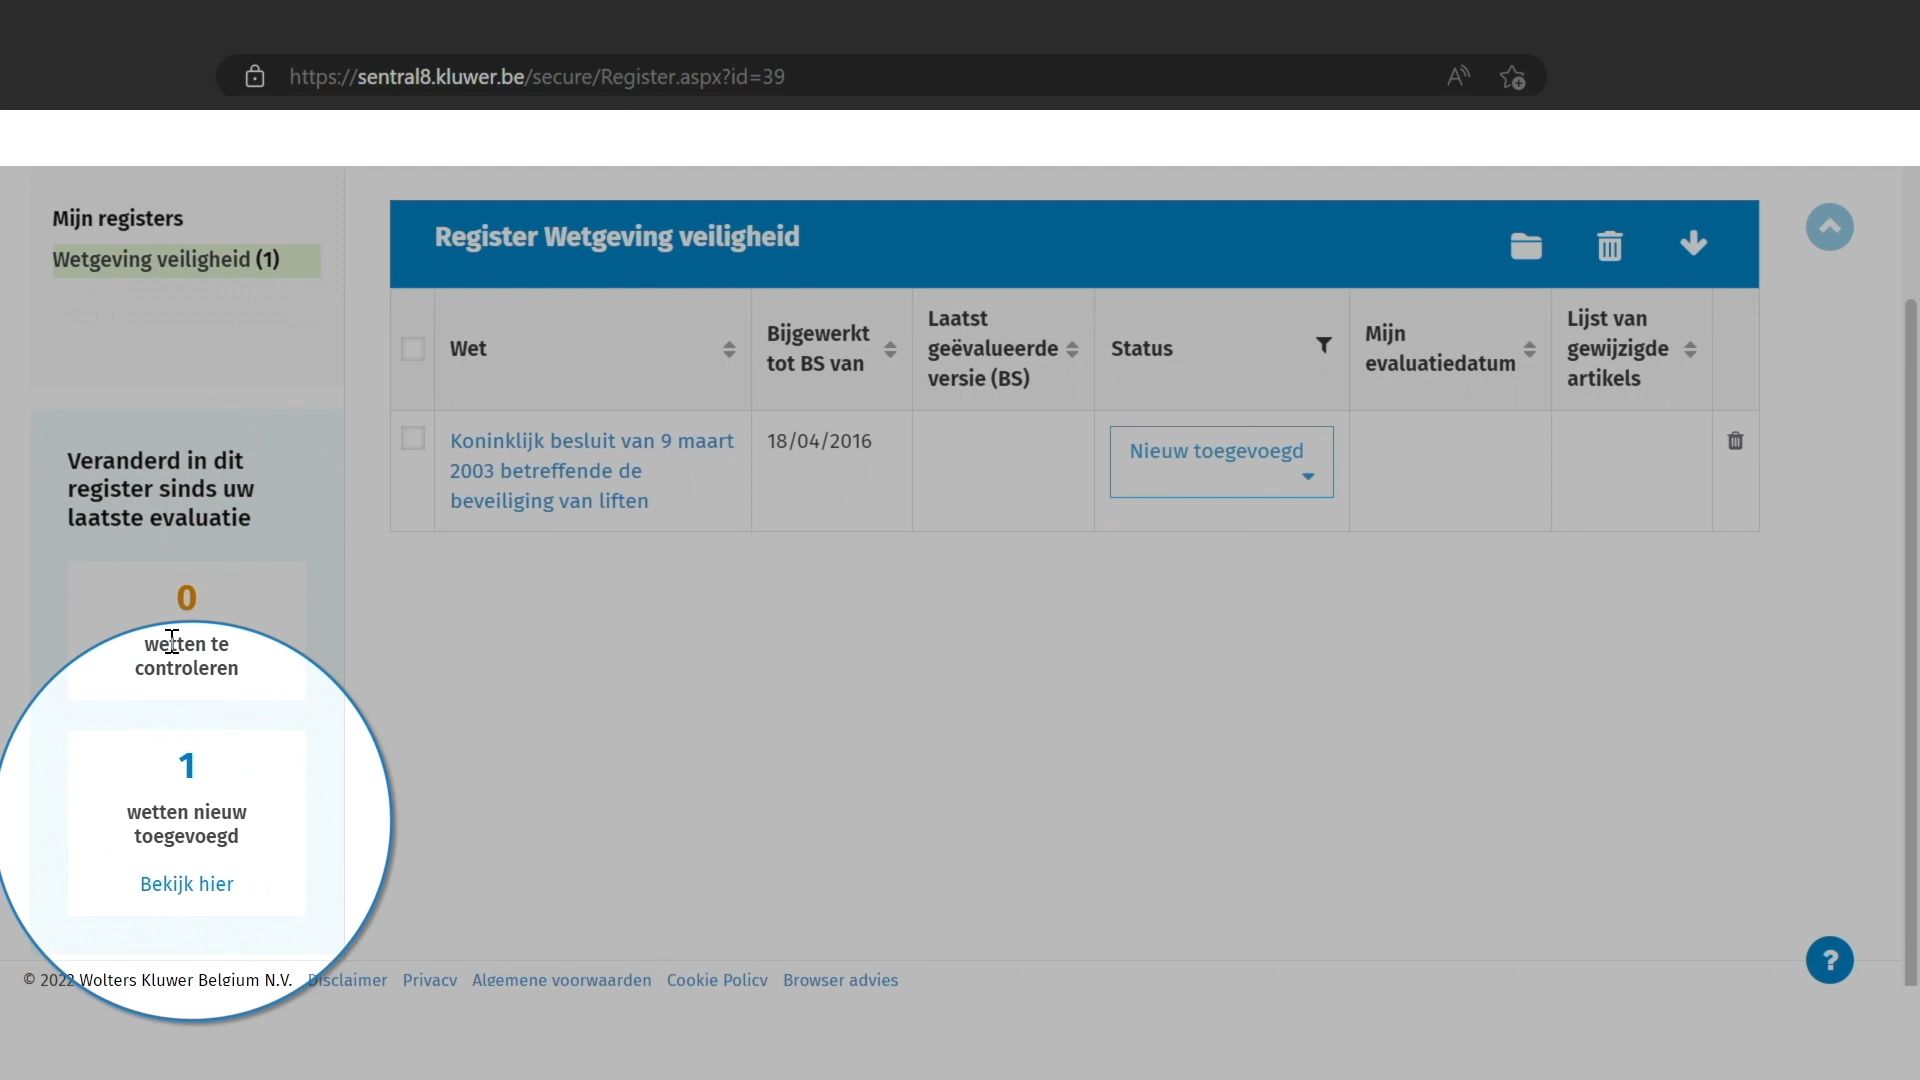 https://sentral8.kluwer.be/secure/Register.aspx?id=39
Mijn registers
Wetgeving veiligheid (1)
Veranderd in dit
register sinds uw
laatste evaluatie
0
wetten te
controleren
1
wetten nieuw
toegevoegd
Bekijk hier
Register Wetgeving veiligheid
Wet
Bijgewerkt
tot BS van
Laatst
geëvalueerde
versie (BS)
Status
Mijn
evaluatiedatum
Lijst van
gewijzigde
artikels
Koninklijk besluit van 9 maart
2003 betreffende de
beveiliging van liften
18/04/2016
Nieuw toegevoegd
?
© 2022 Wolters Kluwer Belgium N.V. Disclaimer Privacy Algemene voorwaarden Cookie Policy Browser advies